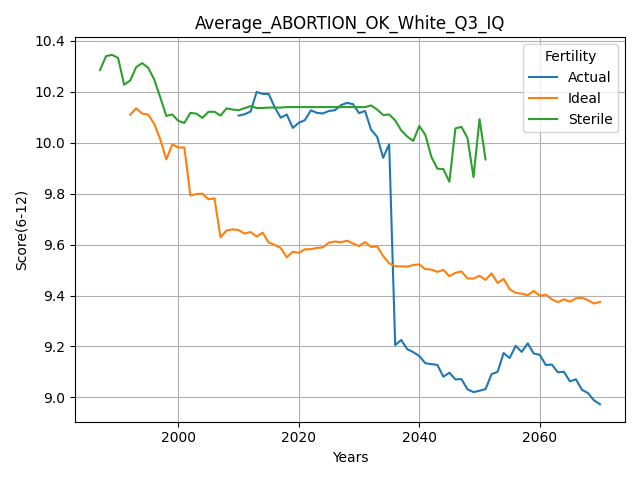 Average_ABORTION_OK_White_Q3_IQ
Fertility
Actual
Ideal
Sterile
Score(6-12)
10.4
10.2
10.0
9.8
9.6
9.4
9.2
9.0
2000 2020 2040 2060
Years